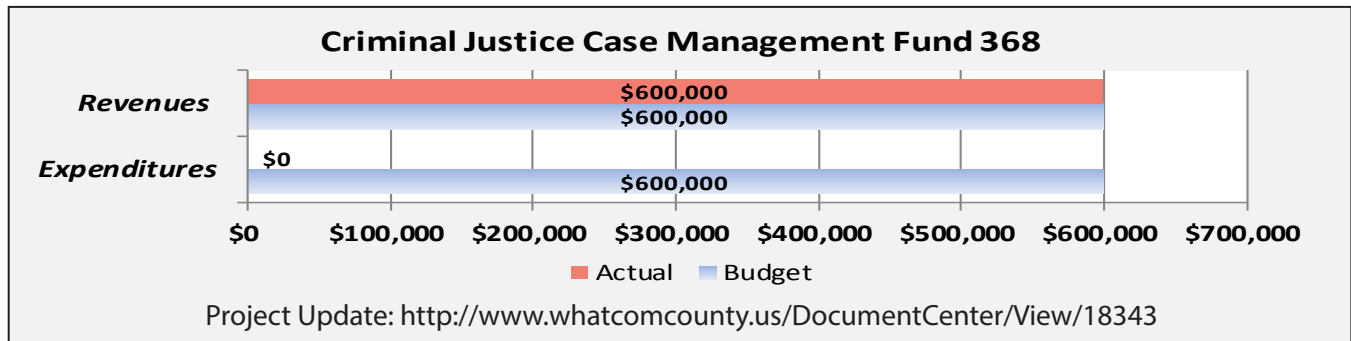 Criminal Justice Case Management Fund 368
Revenues
$600,000
$600,000
Expenditures
$0
$600,000
$0 $100,000 $200,000 $300,000 $400,000 $500,000 $600,000 $700,000
Actual Budget
Project Update: http://www.whatcomcounty.us/DocumentCenter/View/18343